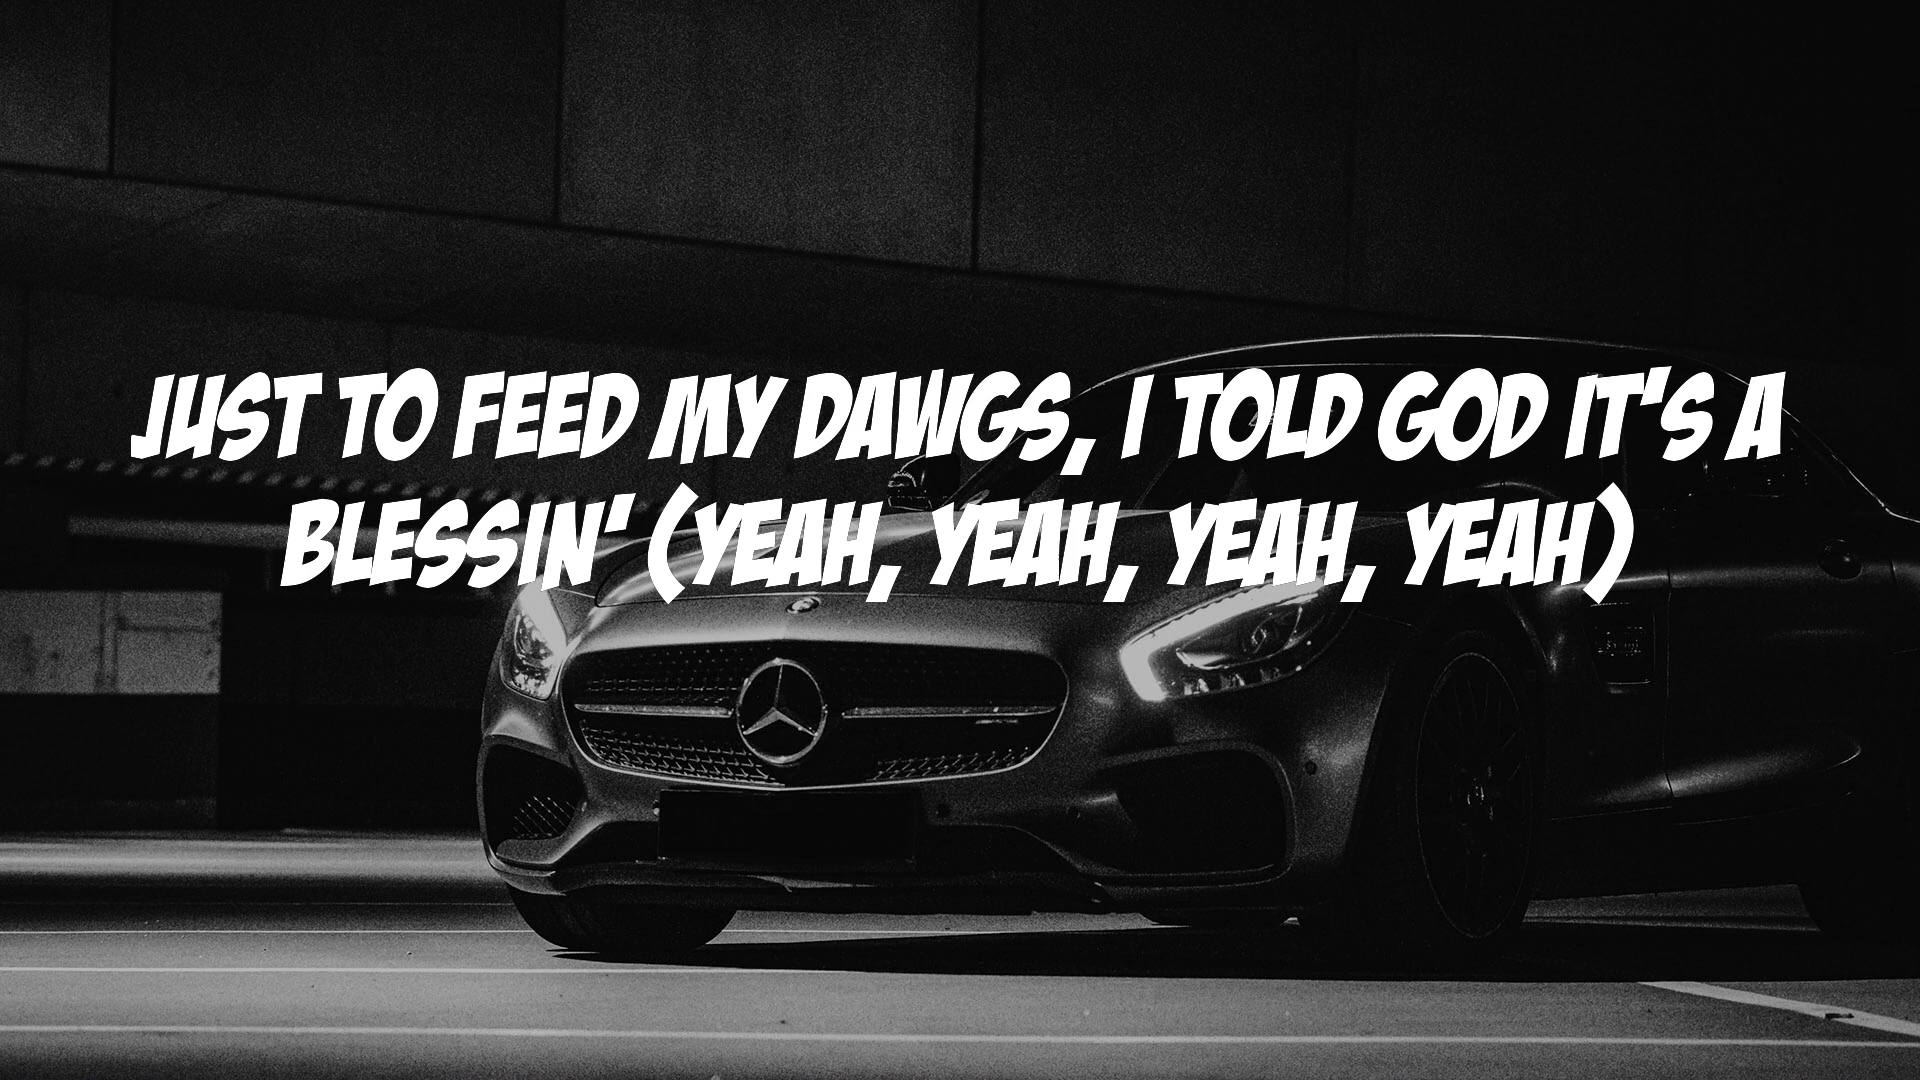 JUST TO FEED MY DAWGS, I TOLD GOD IT'S A
BLESSIN' (YEAH, YEAH, YEAH, YEAH)